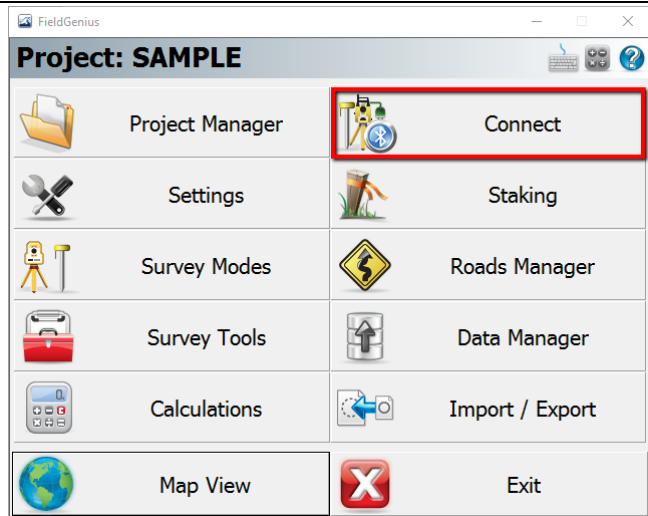 FieldGenius
Project: SAMPLE
Project Manager
Connect
Settings
Staking
Survey Modes
Roads Manager
Survey Tools
Data Manager
Calculations
Import / Export
Map View
Exit